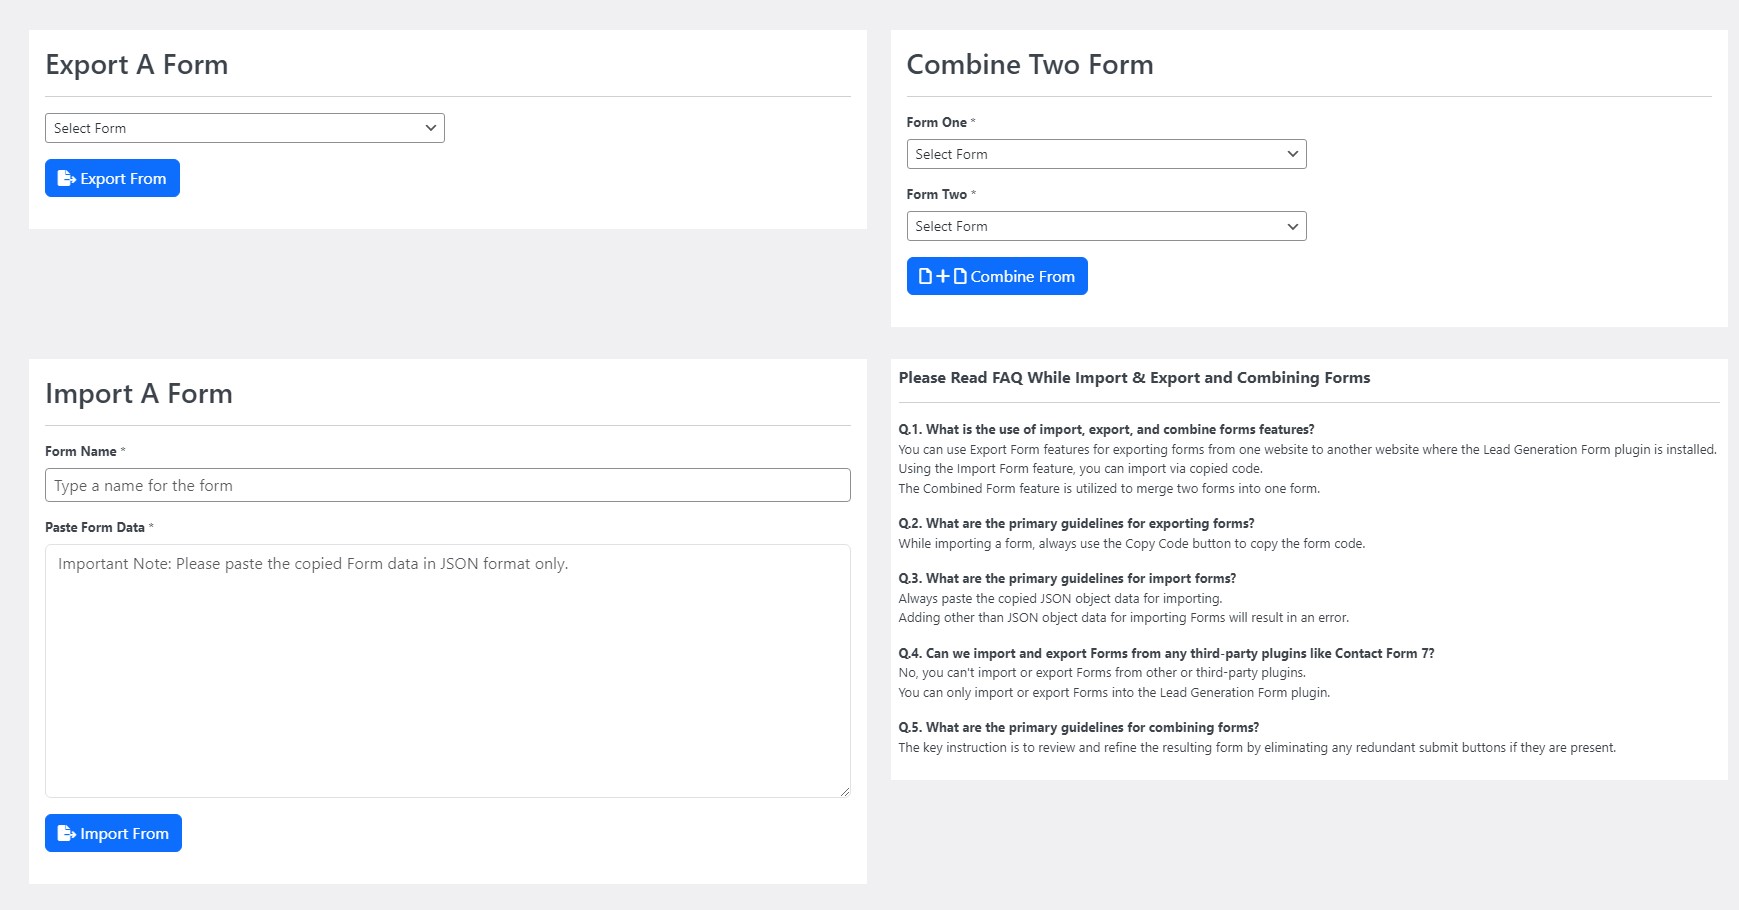 Export A Form
Select Form
Export From
Combine Two Form
Form One *
Select Form
Form Two *
Select Form
Combine From
Import A Form
Form Name *
Type a name for the form
Paste Form Data *
Important Note: Please paste the copied Form data in JSON format only.
Import From
Please Read FAQ While Import & Export and Combining Forms
Q.1. What is the use of import, export, and combine forms features?
You can use Export Form features for exporting forms from one website to another website where the Lead Generation Form plugin is installed.
Using the Import Form feature, you can import via copied code.
The Combined Form feature is utilized to merge two forms into one form.
Q.2. What are the primary guidelines for exporting forms?
While importing a form, always use the Copy Code button to copy the form code.
Q.3. What are the primary guidelines for import forms?
Always paste the copied JSON object data for importing.
Adding other than JSON object data for importing Forms will result in an error.
Q.4. Can we import and export Forms from any third-party plugins like Contact Form 7?
No, you can't import or export Forms from other or third-party plugins.
You can only import or export Forms into the Lead Generation Form plugin.
Q.5. What are the primary guidelines for combining forms?
The key instruction is to review and refine the resulting form by eliminating any redundant submit buttons if they are present.